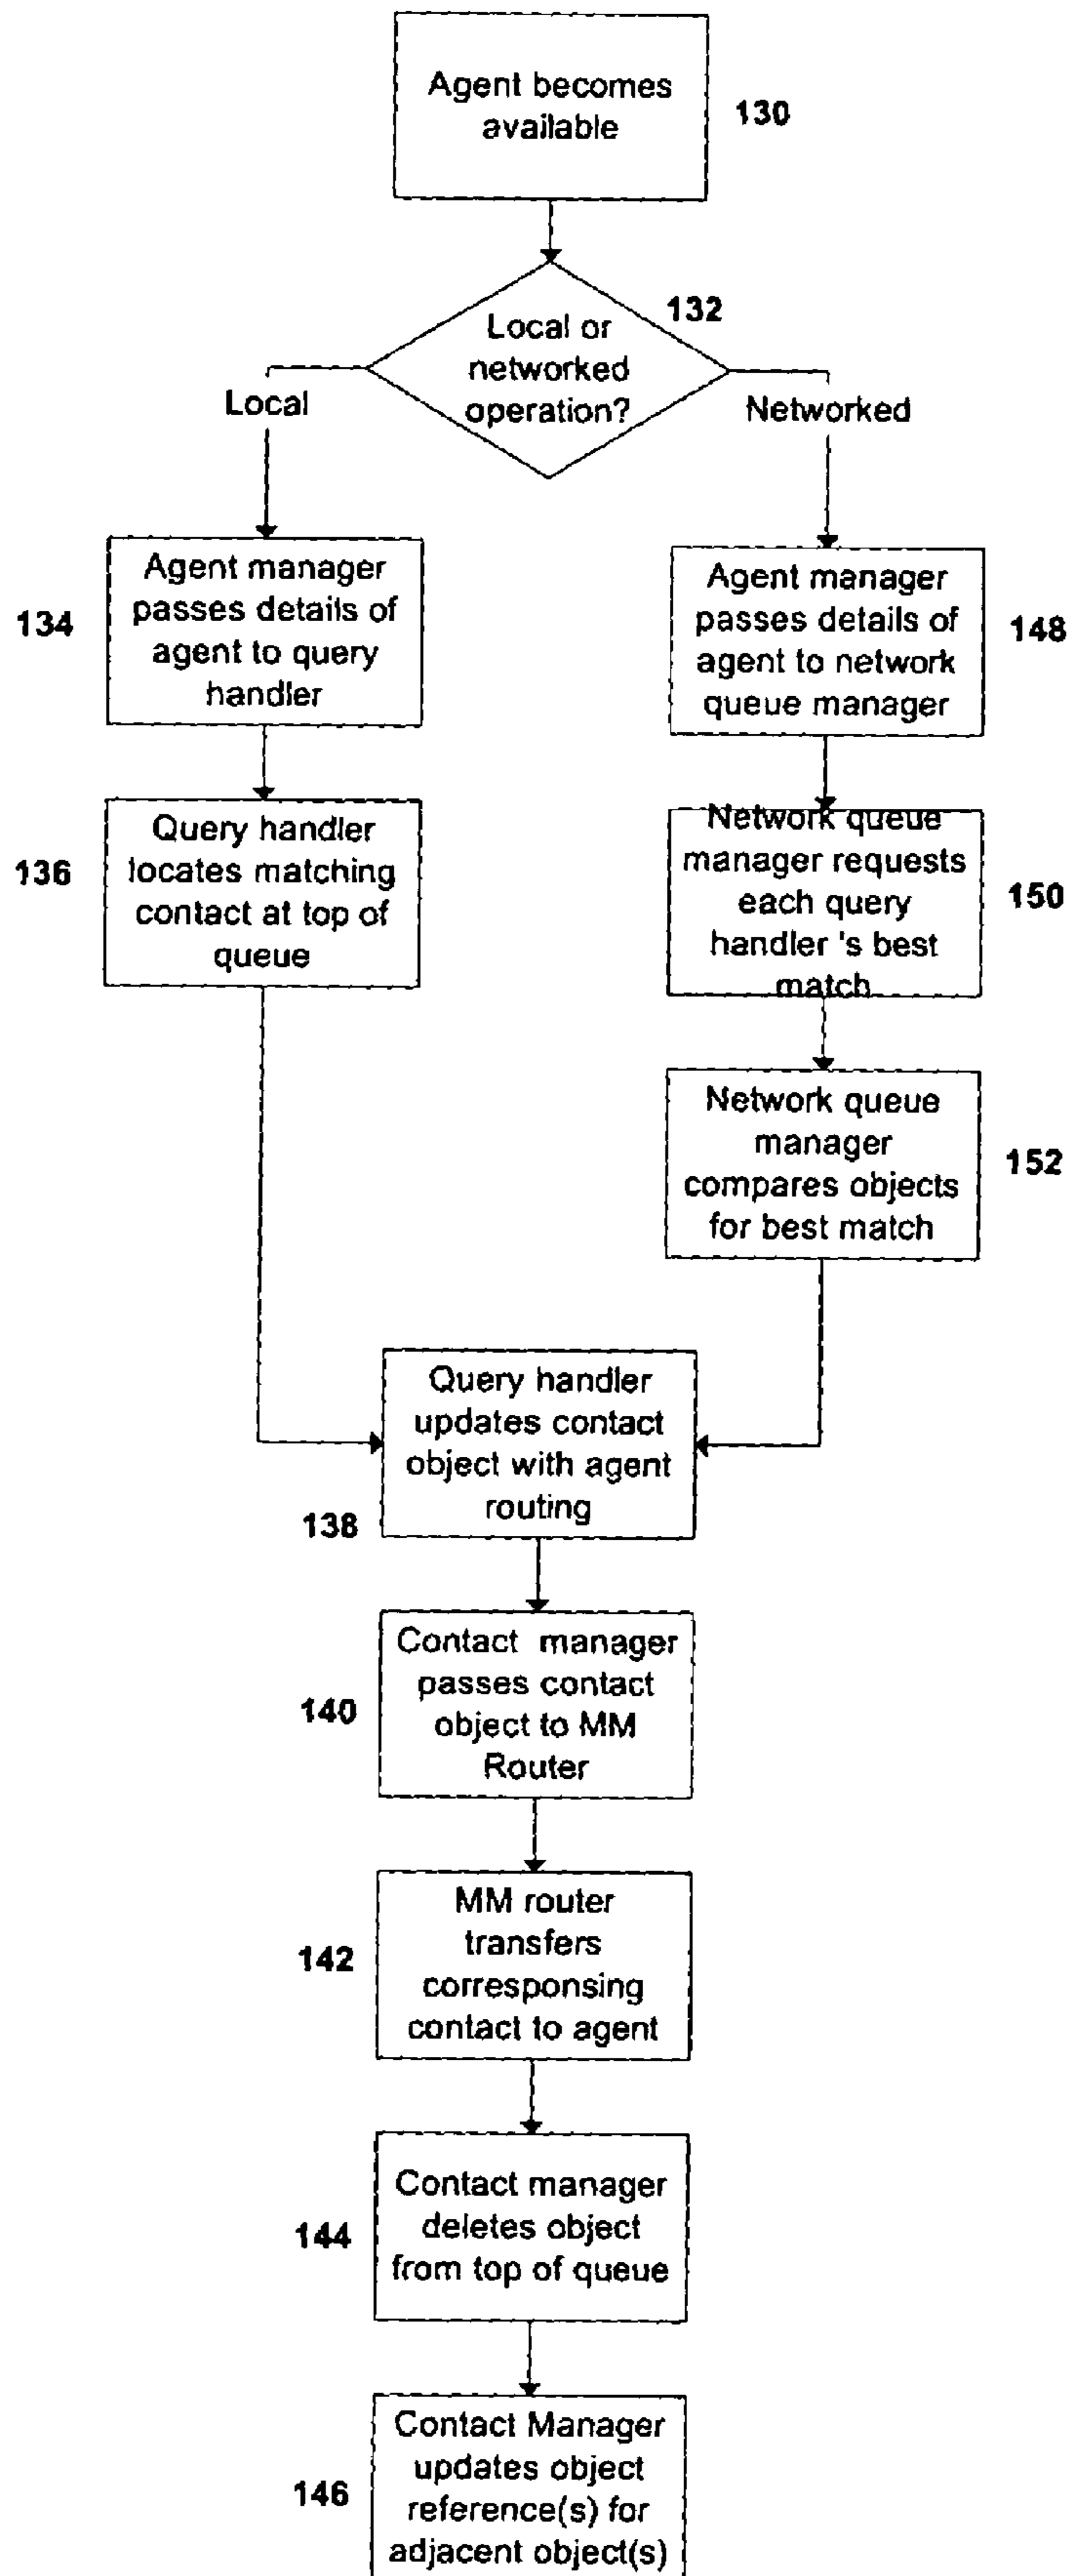 Agent becomes
available
130
132
Local or
networked
operation?
Local
Networked
Agent manager
passes details of
agent to query
handler
134
Agent manager
passes details of
agent to network
queue manager
148
Query handler
locates matching
contact at top of
queue
136
Network queue
manager requests
each query
handler 's best
match
150
Network queue
manager
compares objects
for best match
152
Query handler
updates contact
object with agent
routing
138
Contact manager
passes contact
object to MM
Router
140
MM router
transfers
corresponsing
contact to agent
142
Contact manager
deletes object
from top of queue
144
Contact Manager
updates object
reference(s) for
adjacent object(s)
146